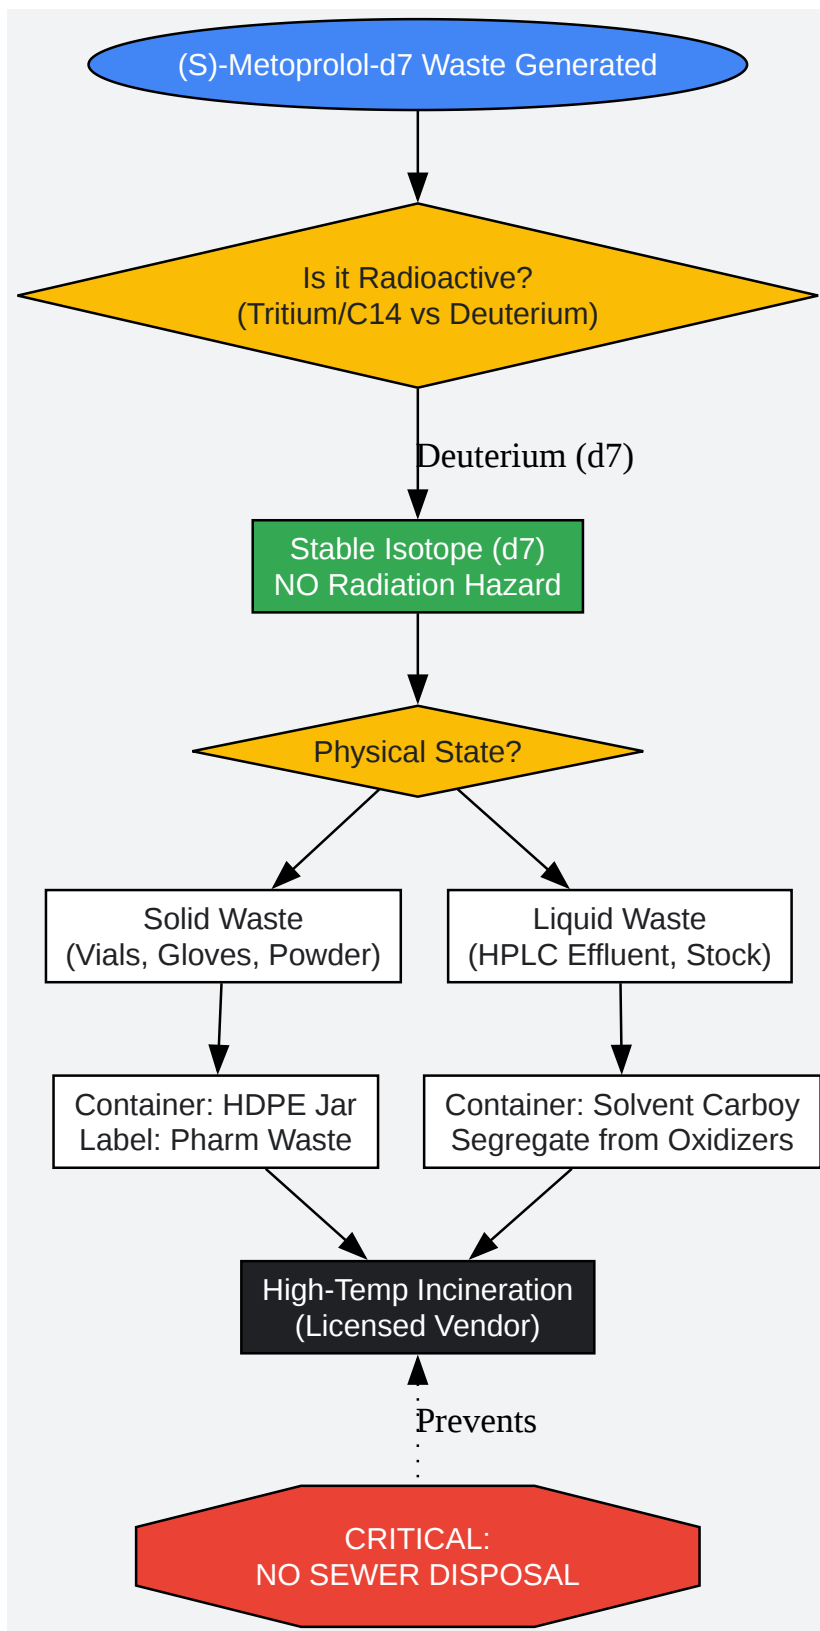 (S)-Metoprolol-d7 Waste Generated
Is it Radioactive?
(Tritium/C14 vs Deuterium)
Deuterium (d7)
Stable Isotope (d7)
NO Radiation Hazard
Physical State?
Solid Waste
(Vials, Gloves, Powder)
Liquid Waste
(HPLC Effluent, Stock)
Container: HDPE Jar
Label: Pharm Waste
Container: Solvent Carboy
Segregate from Oxidizers
High-Temp Incineration
(Licensed Vendor)
Prevents
CRITICAL:
NO SEWER DISPOSAL